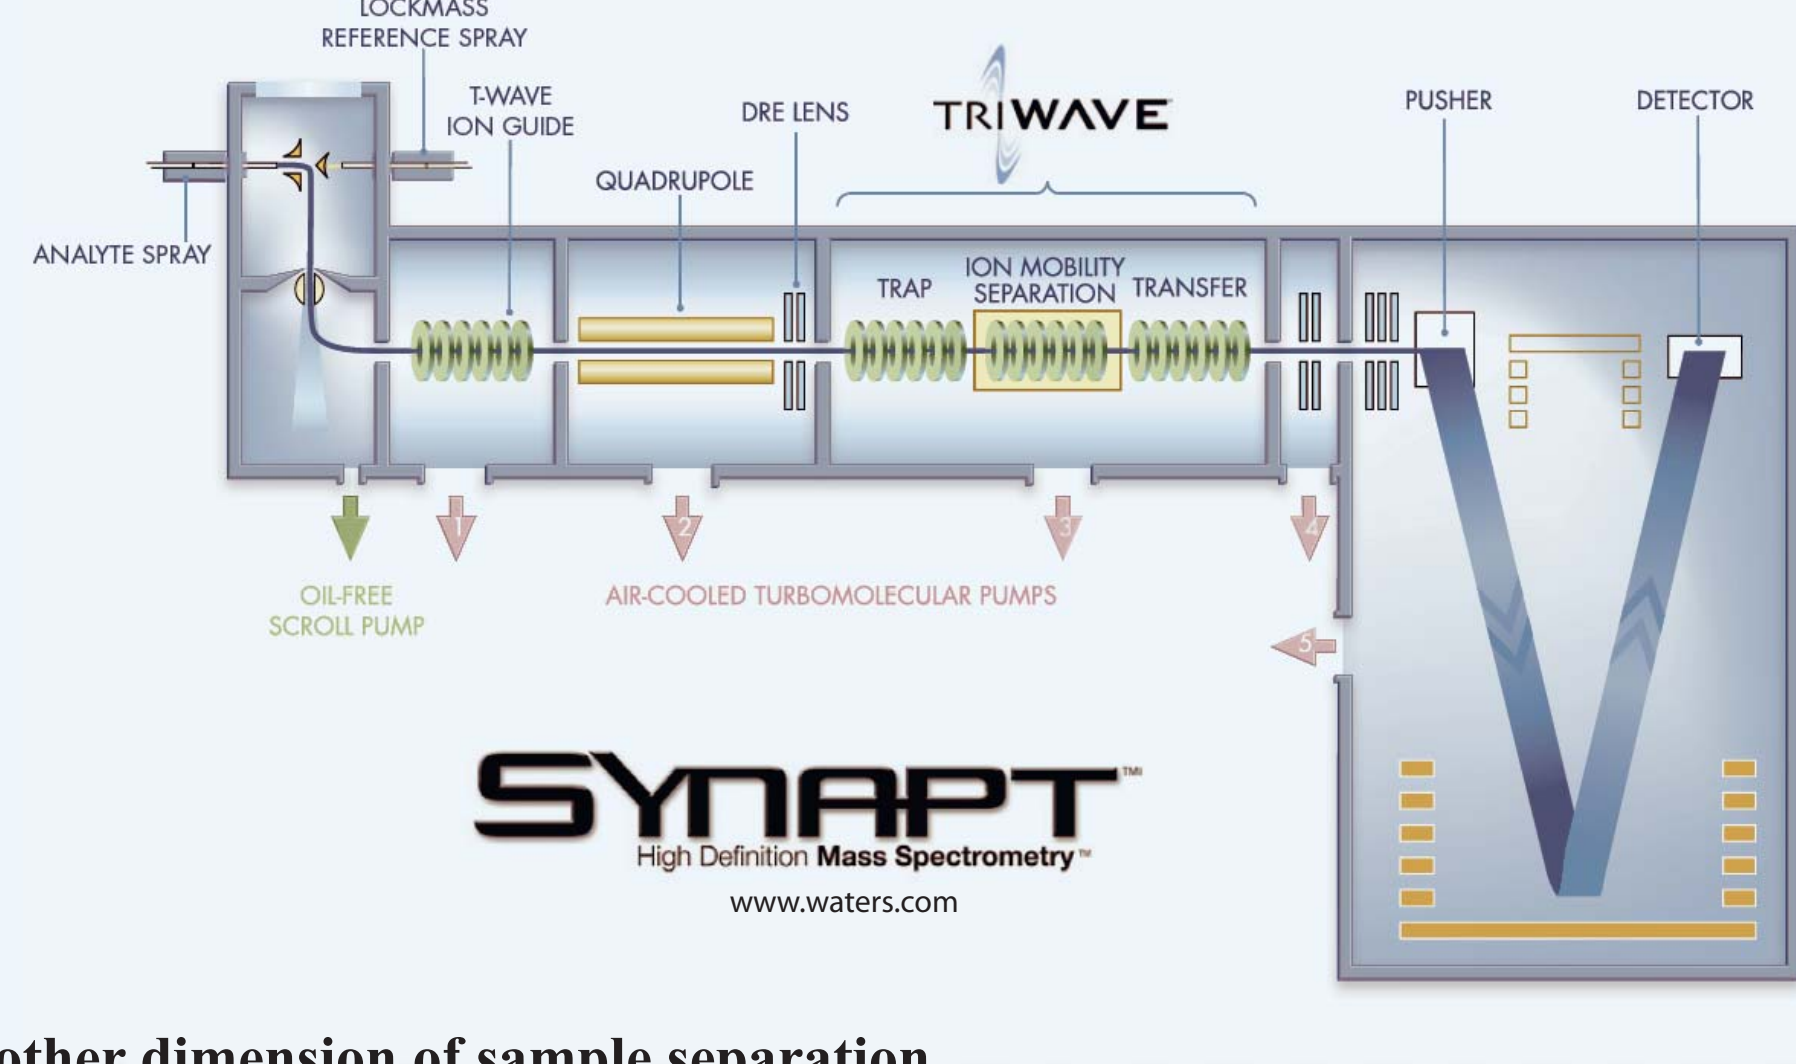 LOCKMASS
REFERENCE SPRAY
T-WAVE
ION GUIDE
DRE LENS
TRIWAVE
PUSHER
DETECTOR
QUADRUPOLE
ANALYTE SPRAY
TRAP
ION MOBILITY
SEPARATION
TRANSFER
1
2
3
4
OIL-FREE
SCROLL PUMP
AIR-COOLED TURBOMOLECULAR PUMPS
5
SYNAPT™
High Definition Mass Spectrometry™
www.waters.com
other dimension of sample separation